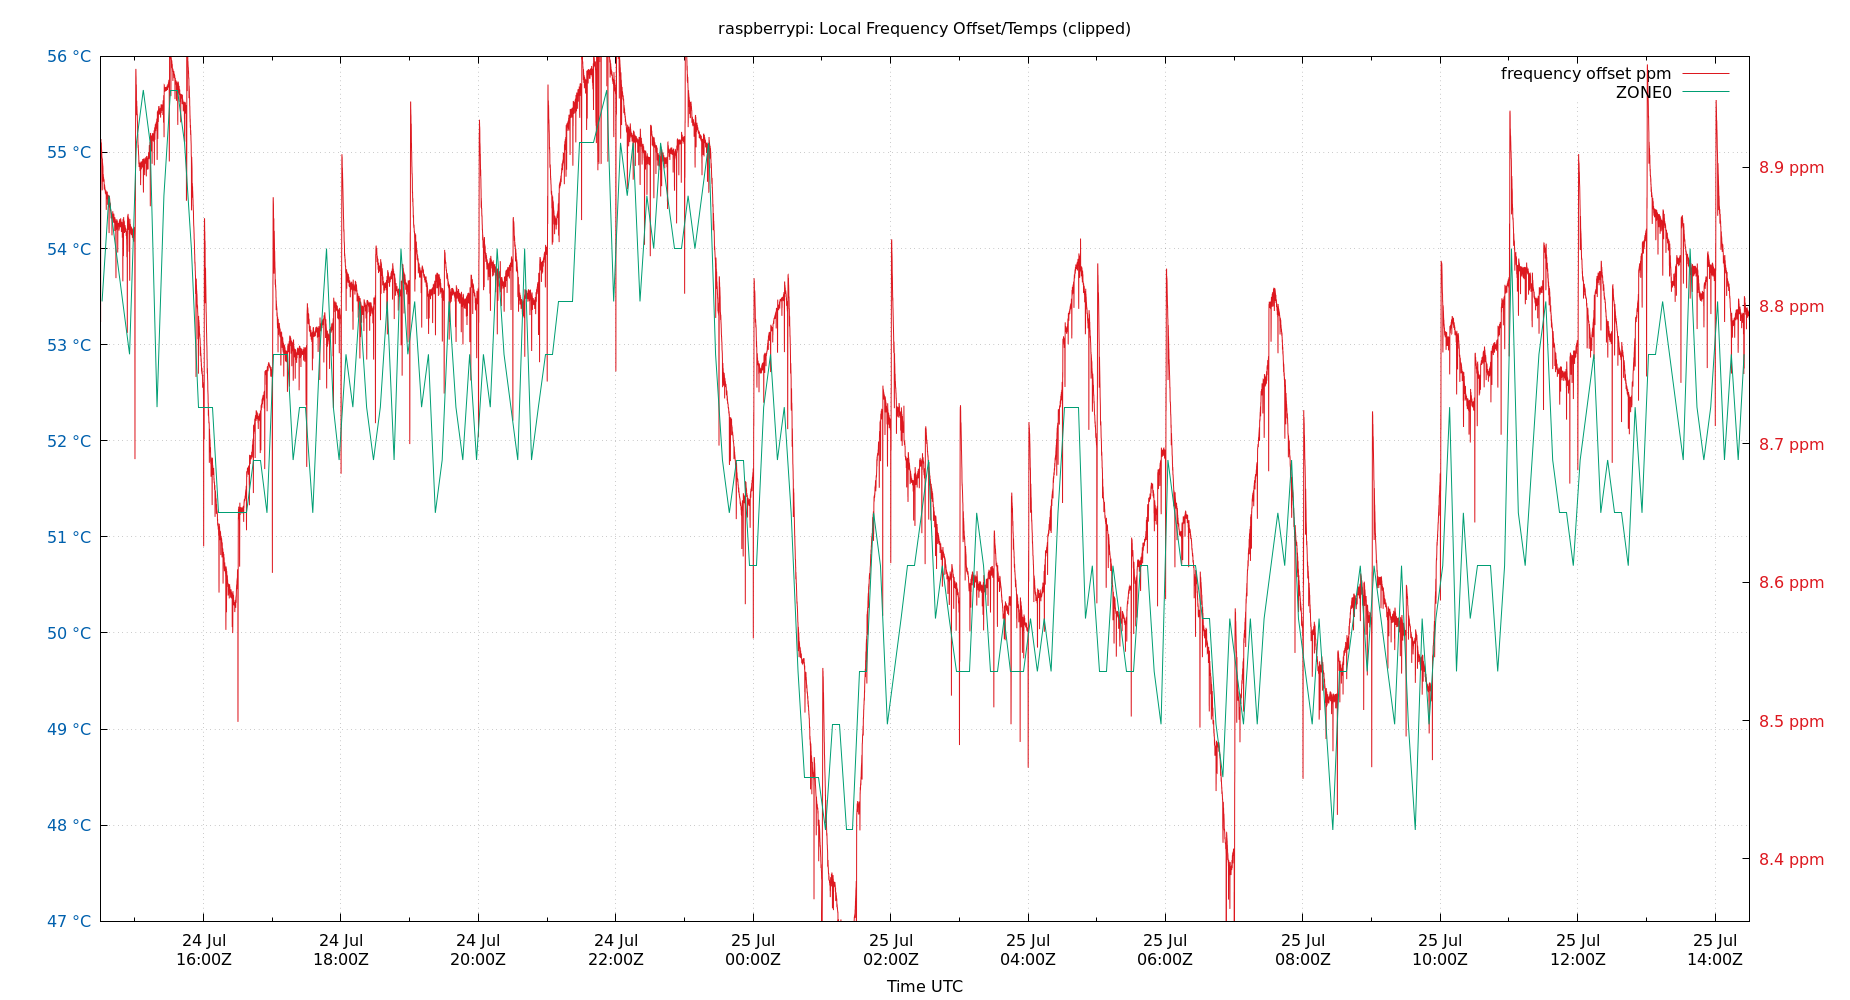 raspberrypi: Local Frequency Offset/Temps (clipped)
56 °C
55 °C
54 °C
53 °C
52 °C
51 °C
50 °C
49 °C
48 °C
47 °C
frequency offset ppm
ZONE0
8.9 ppm
8.8 ppm
8.7 ppm
8.6 ppm
8.5 ppm
8.4 ppm
24 Jul 24 Jul 24 Jul 24 Jul 25 Jul 25 Jul 25 Jul 25 Jul 25 Jul 25 Jul 25 Jul 25 Jul
16:00Z 18:00Z 20:00Z 22:00Z 00:00Z 02:00Z 04:00Z 06:00Z 08:00Z 10:00Z 12:00Z 14:00Z
Time UTC